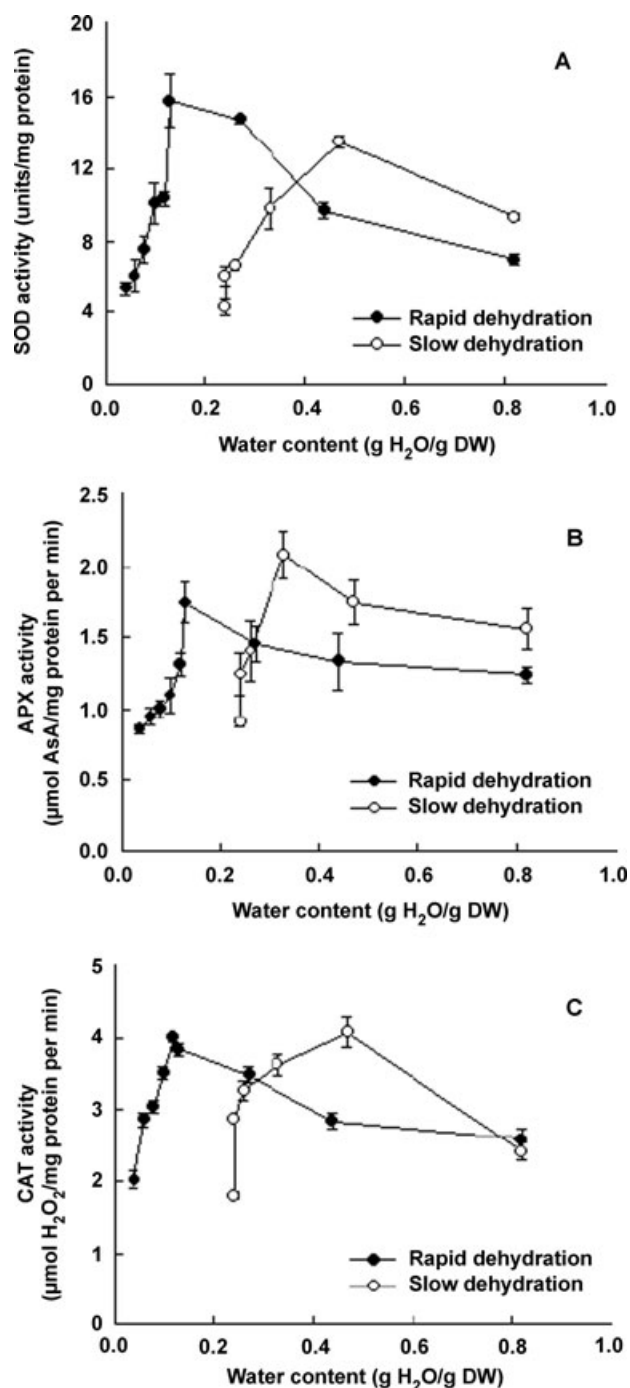 A
20
16
12
8
4
0
SOD activity (units/mg protein)
Rapid dehydration
Slow dehydration
0.0 0.2 0.4 0.6 0.8 1.0
Water content (g H₂O/g DW)
B
2.5
2.0
1.5
1.0
0.5
0.0
APX activity
(µmol AsA/mg protein per min)
Rapid dehydration
Slow dehydration
0.0 0.2 0.4 0.6 0.8 1.0
Water content (g H₂O/g DW)
C
5
4
3
2
1
0
CAT activity
(µmol H₂O₂/mg protein per min)
Rapid dehydration
Slow dehydration
0.0 0.2 0.4 0.6 0.8 1.0
Water content (g H₂O/g DW)